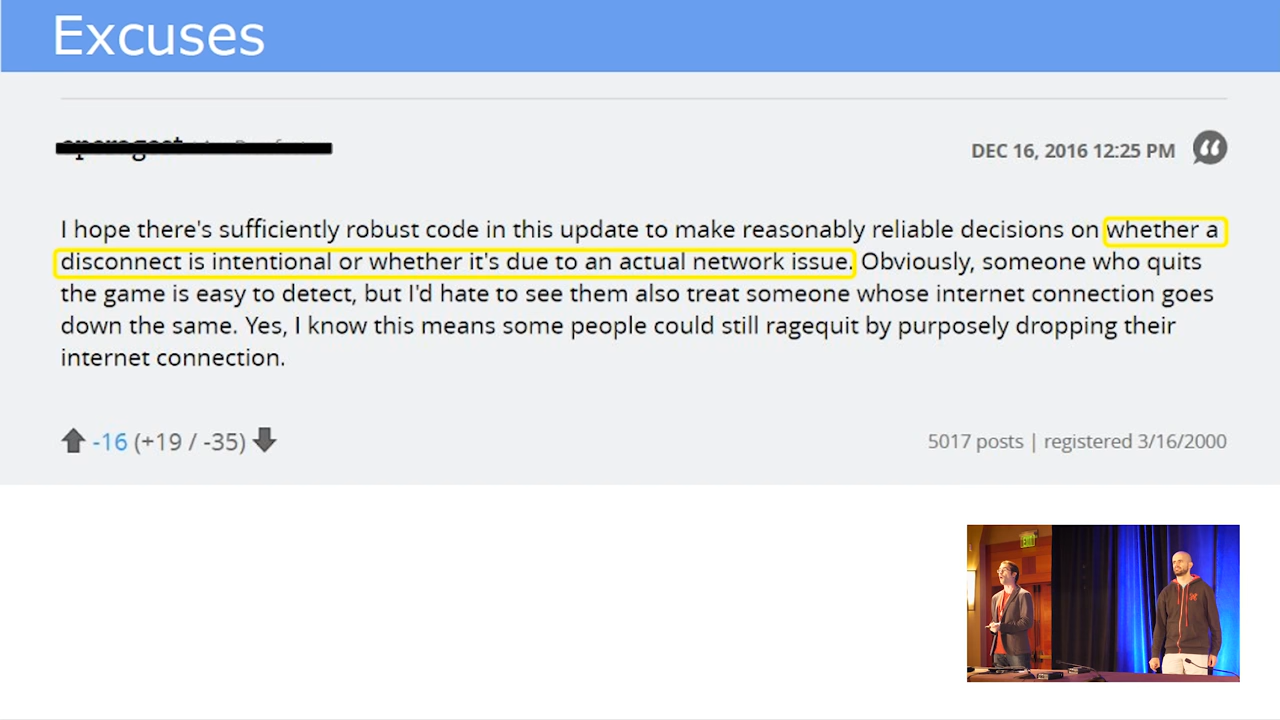 Excuses
DEC 16, 2016 12:25 PM
I hope there's sufficiently robust code in this update to make reasonably reliable decisions on whether a
disconnect is intentional or whether it's due to an actual network issue. Obviously, someone who quits
the game is easy to detect, but I'd hate to see them also treat someone whose internet connection goes
down the same. Yes, I know this means some people could still ragequit by purposely dropping their
internet connection.
-16 (+19 / -35)
5017 posts | registered 3/16/2000
EXIT